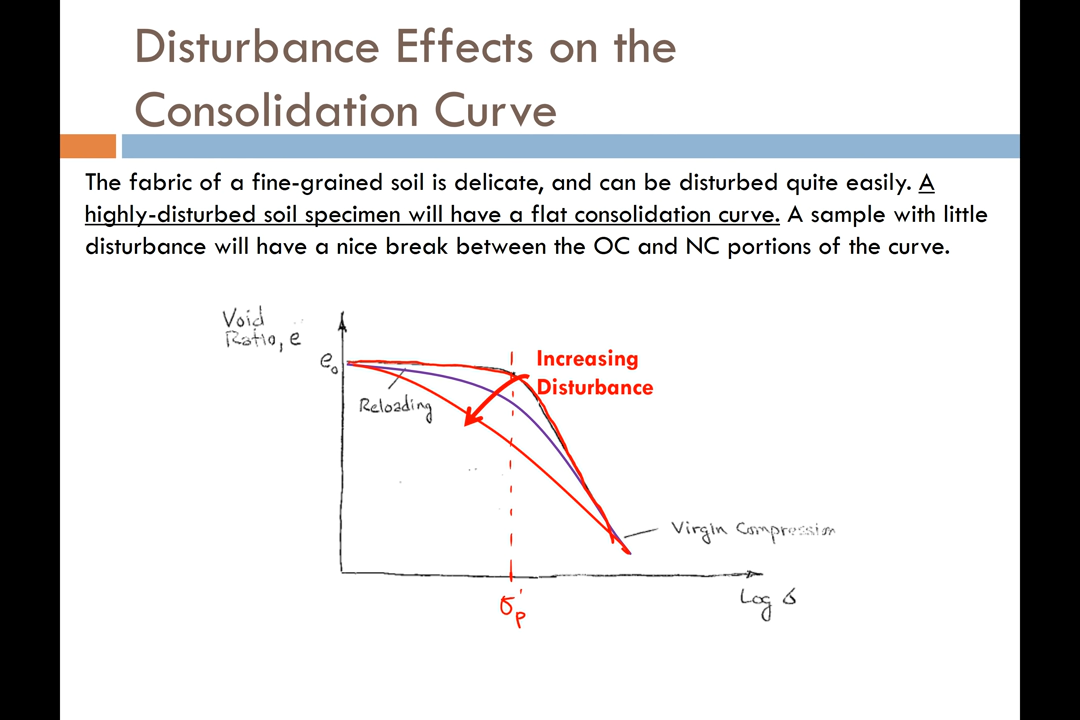 Disturbance Effects on the
Consolidation Curve
The fabric of a fine-grained soil is delicate, and can be disturbed quite easily. A
highly-disturbed soil specimen will have a flat consolidation curve. A sample with little
disturbance will have a nice break between the OC and NC portions of the curve.
Void
Ratio, e
e₀
Increasing
Disturbance
Reloading
Virgin Compression
Log σ
σ'p